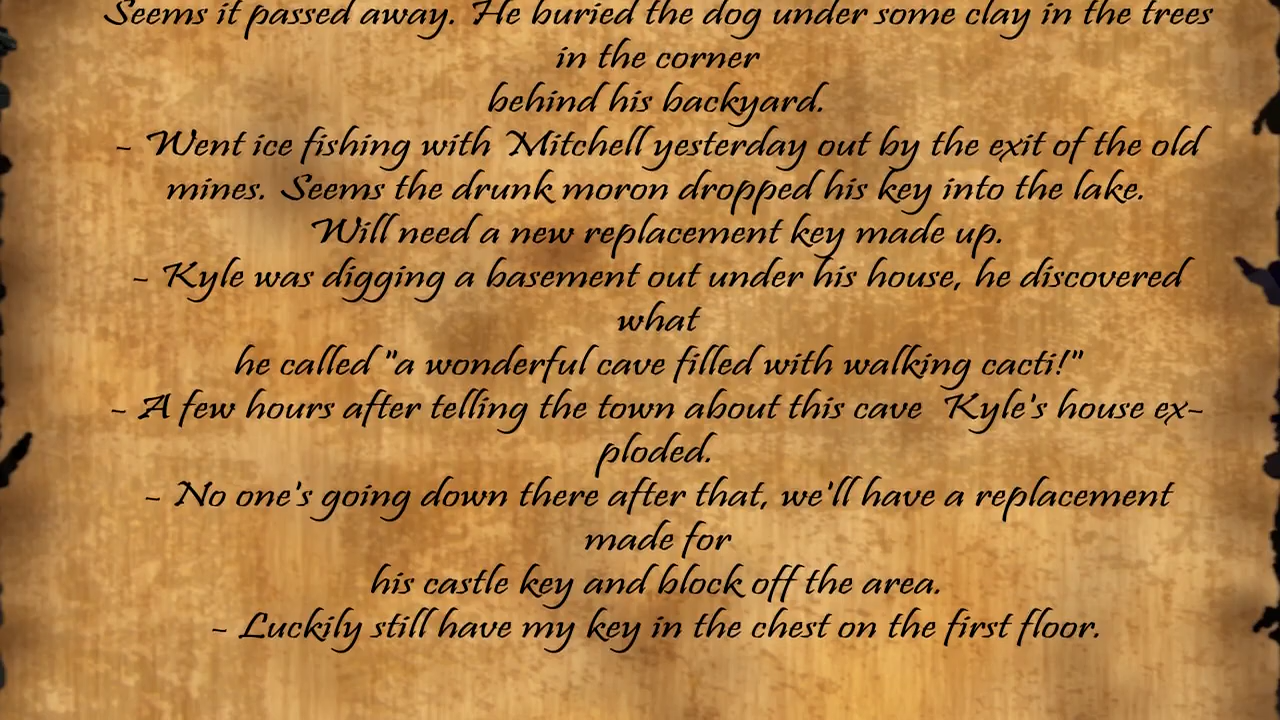 Seems it passed away. He buried the dog under some clay in the trees
in the corner
behind his backyard.
- Went ice fishing with Mitchell yesterday out by the exit of the old
mines. Seems the drunk moron dropped his key into the lake.
Will need a new replacement key made up.
- Kyle was digging a basement out under his house, he discovered
what
he called "a wonderful cave filled with walking cacti!"
- A few hours after telling the town about this cave Kyle's house ex-
ploded.
- No one's going down there after that, we'll have a replacement
made for
his castle key and block off the area.
- Luckily still have my key in the chest on the first floor.